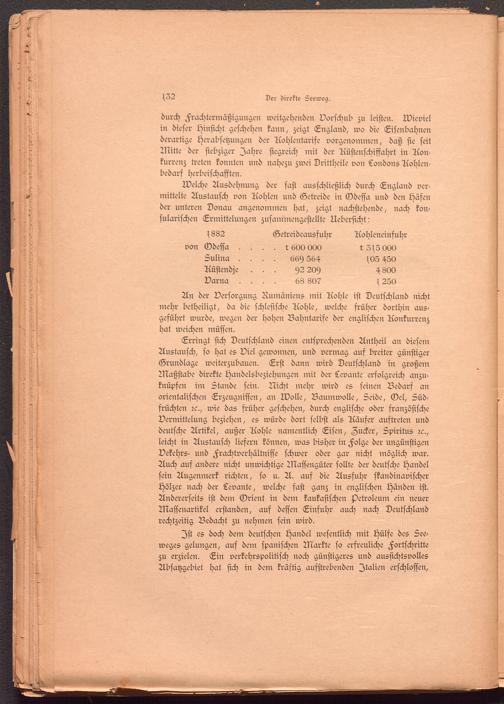 132 Der direkte Seeweg.
durch Frachtermäßigungen weitgehenden Vorschub zu leisten. Wieviel
in dieser Hinsicht geschehen kann, zeigt England, wo die Eisenbahnen
derartige Herabsetzungen der Kohlentarife vorgenommen, daß sie seit
Mitte der siebziger Jahre siegreich mit der Küstenschiffahrt in Kon-
kurrenz treten konnten und nahezu zwei Drittheile von Londons Kohlen-
bedarf herbeischafften.
Welche Ausdehnung der fast ausschließlich durch England ver-
mittelte Austausch von Kohlen und Getreide in Odessa und den Häfen
der unteren Donau angenommen hat, zeigt nachstehende, nach kon-
sularischen Ermittelungen zusammengestellte Uebersicht:
1882 Getreideausfuhr Kohleneinfuhr
von Odessa . . . . t 600 000 t 315 000
Sulina . . . . 669 564 105 450
Küstendje . . . 92 209 4 800
Varna . . . . 68 807 1 250
An der Versorgung Rumäniens mit Kohle ist Deutschland nicht
mehr betheiligt, da die schlesische Kohle, welche früher dorthin aus-
geführt wurde, wegen der hohen Bahntarife der englischen Konkurrenz
hat weichen müssen.
Erringt sich Deutschland einen entsprechenden Antheil an diesem
Austausch, so hat es Viel gewonnen, und vermag auf breiter günstiger
Grundlage weiterzubauen. Erst dann wird Deutschland in großem
Maßstabe direkte Handelsbeziehungen mit der Levante erfolgreich anzu-
knüpfen im Stande sein. Nicht mehr wird es seinen Bedarf an
orientalischen Erzeugnissen, an Wolle, Baumwolle, Seide, Oel, Süd-
früchten ꝛc., wie das früher geschehen, durch englische oder französische
Vermittelung beziehen, es würde dort selbst als Käufer auftreten und
deutsche Artikel, außer Kohle namentlich Eisen, Zucker, Spiritus ꝛc.,
leicht in Austausch liefern können, was bisher in Folge der ungünstigen
Vekehrs- und Frachtverhältnisse schwer oder gar nicht möglich war.
Auch auf andere nicht unwichtige Massengüter sollte der deutsche Handel
sein Augenmerk richten, so u. A. auf die Ausfuhr skandinavischer
Hölzer nach der Levante, welche fast ganz in englischen Händen ist.
Andererseits ist dem Orient in dem kaukasischen Petroleum ein neuer
Massenartikel erstanden, auf dessen Einfuhr auch nach Deutschland
rechtzeitig Bedacht zu nehmen sein wird.
Ist es doch dem deutschen Handel wesentlich mit Hülfe des See-
weges gelungen, auf dem spanischen Markte so erfreuliche Fortschritte
zu erzielen. Ein verkehrspolitisch noch günstigeres und aussichtsvolles
Absatzgebiet hat sich in dem kräftig aufstrebenden Italien erschlossen,